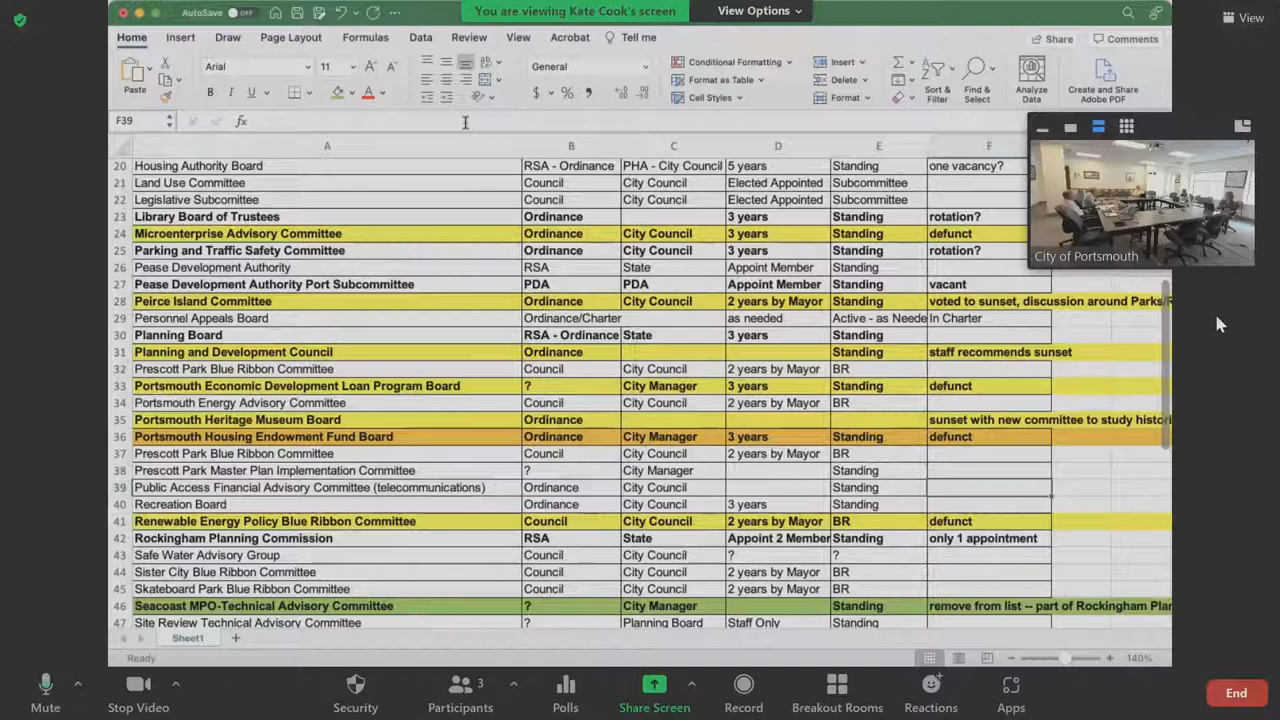 AutoSave OFF
You are viewing Kate Cook's screen View Options
View
Home Insert Draw Page Layout Formulas Data Review View Acrobat Tell me Share Comments
Paste Arial 11 General Conditional Formatting Insert
Format as Table Delete
Cell Styles Format
Sort & Filter Find & Select Analyze Data Create and Share Adobe PDF
B I U $ %
F39 fx
A B C D E F
20 Housing Authority Board RSA - Ordinance PHA - City Council 5 years Standing one vacancy?
21 Land Use Committee Council City Council Elected Appointed Subcommittee
22 Legislative Subcomittee Council City Council Elected Appointed Subcommittee
23 Library Board of Trustees Ordinance 3 years Standing rotation?
24 Microenterprise Advisory Committee Ordinance City Council 3 years Standing defunct
25 Parking and Traffic Safety Committee Ordinance City Council 3 years Standing rotation?
26 Pease Development Authority RSA State Appoint Member Standing
27 Pease Development Authority Port Subcommittee PDA PDA Appoint Member Standing vacant
28 Peirce Island Committee Ordinance City Council 2 years by Mayor Standing voted to sunset, discussion around Parks/R
29 Personnel Appeals Board Ordinance/Charter as needed Active - as Neede In Charter
30 Planning Board RSA - Ordinance State 3 years Standing
31 Planning and Development Council Ordinance Standing staff recommends sunset
32 Prescott Park Blue Ribbon Committee Council City Council 2 years by Mayor BR
33 Portsmouth Economic Development Loan Program Board ? City Manager 3 years Standing defunct
34 Portsmouth Energy Advisory Committee Council City Council 2 years by Mayor BR
35 Portsmouth Heritage Museum Board Ordinance sunset with new committee to study histori
36 Portsmouth Housing Endowment Fund Board Ordinance City Manager 3 years Standing defunct
37 Prescott Park Blue Ribbon Committee Council City Council 2 years by Mayor BR
38 Prescott Park Master Plan Implementation Committee ? City Manager Standing
39 Public Access Financial Advisory Committee (telecommunications) Ordinance City Council Standing
40 Recreation Board Ordinance City Council 3 years Standing
41 Renewable Energy Policy Blue Ribbon Committee Council City Council 2 years by Mayor BR defunct
42 Rockingham Planning Commission RSA State Appoint 2 Member Standing only 1 appointment
43 Safe Water Advisory Group Council City Council ? ?
44 Sister City Blue Ribbon Committee Council City Council 2 years by Mayor BR
45 Skateboard Park Blue Ribbon Committee Council City Council 2 years by Mayor BR
46 Seacoast MPO-Technical Advisory Committee ? City Manager Standing remove from list -- part of Rockingham Plan
47 Site Review Technical Advisory Committee ? Planning Board Staff Only Standing
City of Portsmouth
Sheet1
Ready 140%
Mute Stop Video Security Participants 3 Polls Share Screen Record Breakout Rooms Reactions Apps End